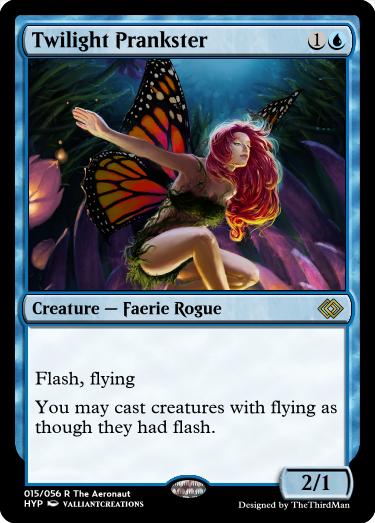 Twilight Prankster 1
Creature — Faerie Rogue
Flash, flying
You may cast creatures with flying as
though they had flash.
2/1
015/056 R The Aeronaut
HYP VALLIANTCREATIONS
Designed by TheThirdMan